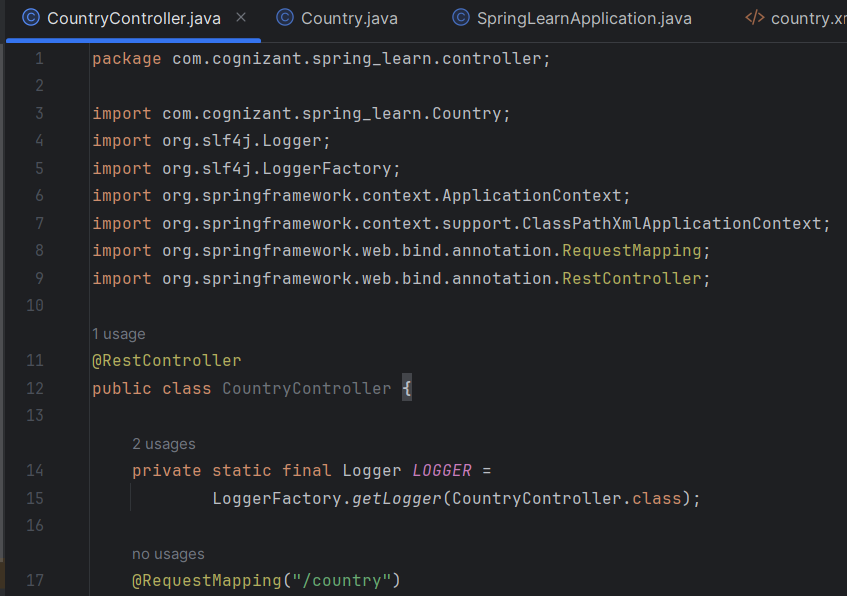 CountryController.java × Country.java SpringLearnApplication.java </> country.x
1 package com.cognizant.spring_learn.controller;
2
3 import com.cognizant.spring_learn.Country;
4 import org.slf4j.Logger;
5 import org.slf4j.LoggerFactory;
6 import org.springframework.context.ApplicationContext;
7 import org.springframework.context.support.ClassPathXmlApplicationContext;
8 import org.springframework.web.bind.annotation.RequestMapping;
9 import org.springframework.web.bind.annotation.RestController;
10
1 usage
11 @RestController
12 public class CountryController {
13
2 usages
14 private static final Logger LOGGER =
15 LoggerFactory.getLogger(CountryController.class);
16
no usages
17 @RequestMapping("/country")